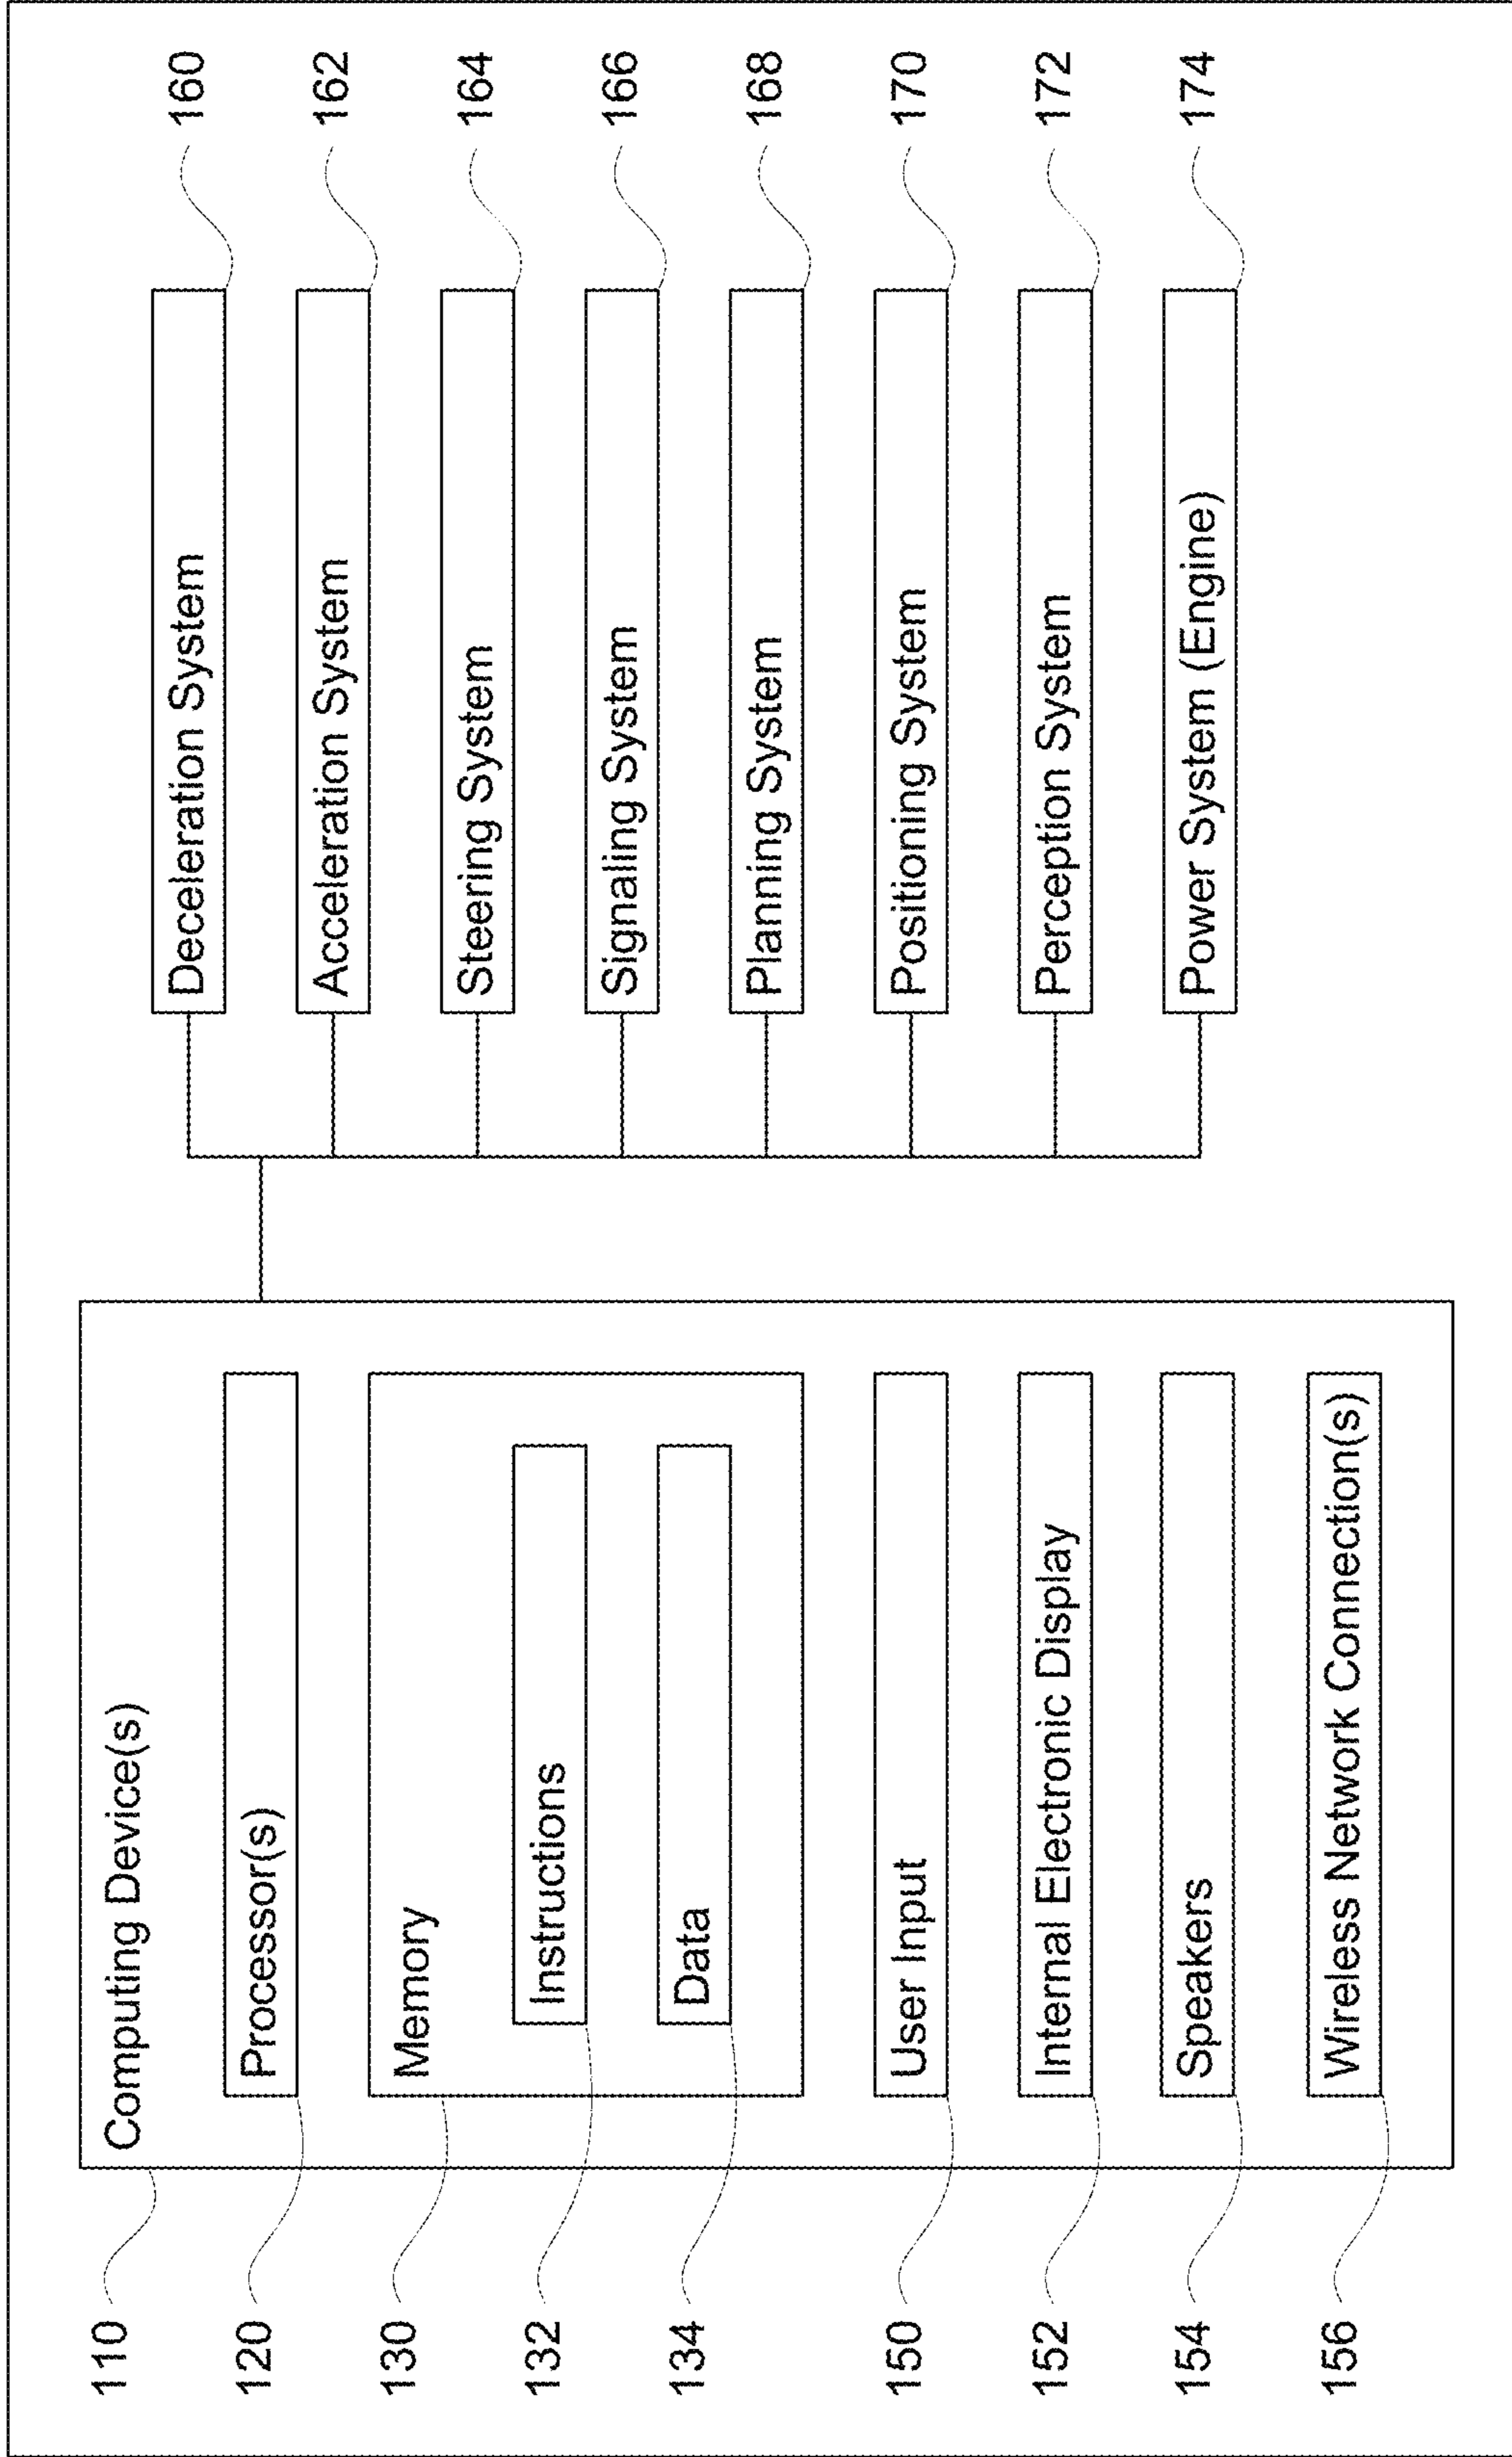 110
Computing Device(s)
120
Processor(s)
130
Memory
132
Instructions
134
Data
150
User Input
152
Internal Electronic Display
154
Speakers
156
Wireless Network Connection(s)
Deceleration System
160
Acceleration System
162
Steering System
164
Signaling System
166
Planning System
168
Positioning System
170
Perception System
172
Power System (Engine)
174